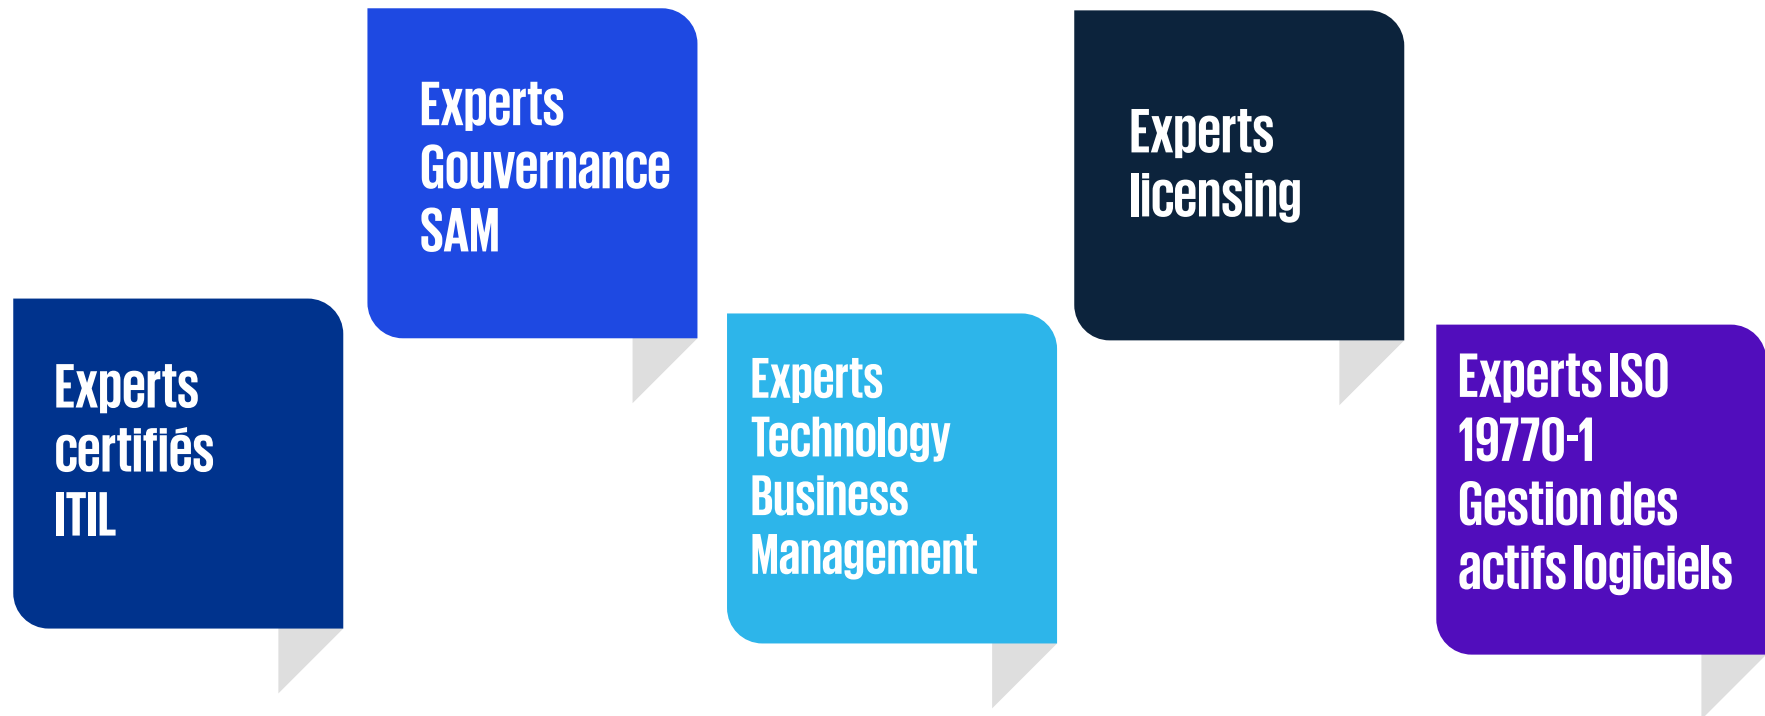 Experts
certifiés
ITIL
Experts
Gouvernance
SAM
Experts
Technology
Business
Management
Experts
licensing
Experts ISO
19770-1
Gestion des
actifs logiciels